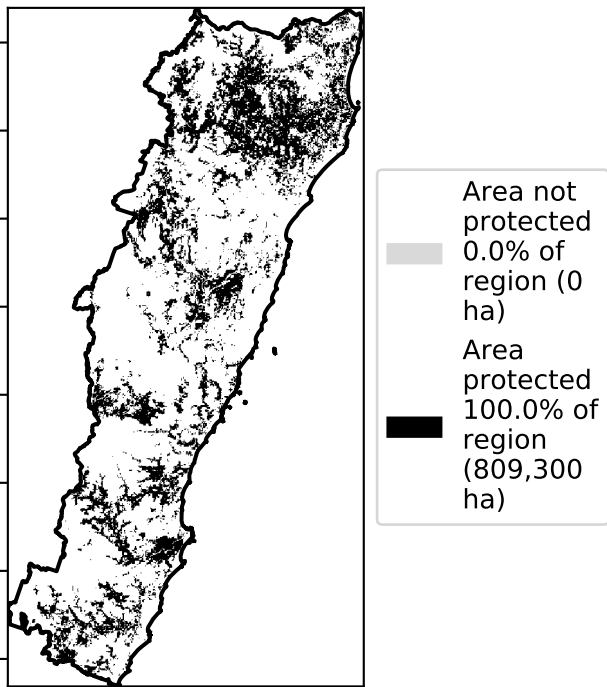 Area not
protected
0.0% of
region (0
ha)
Area
protected
100.0% of
region
(809,300
ha)